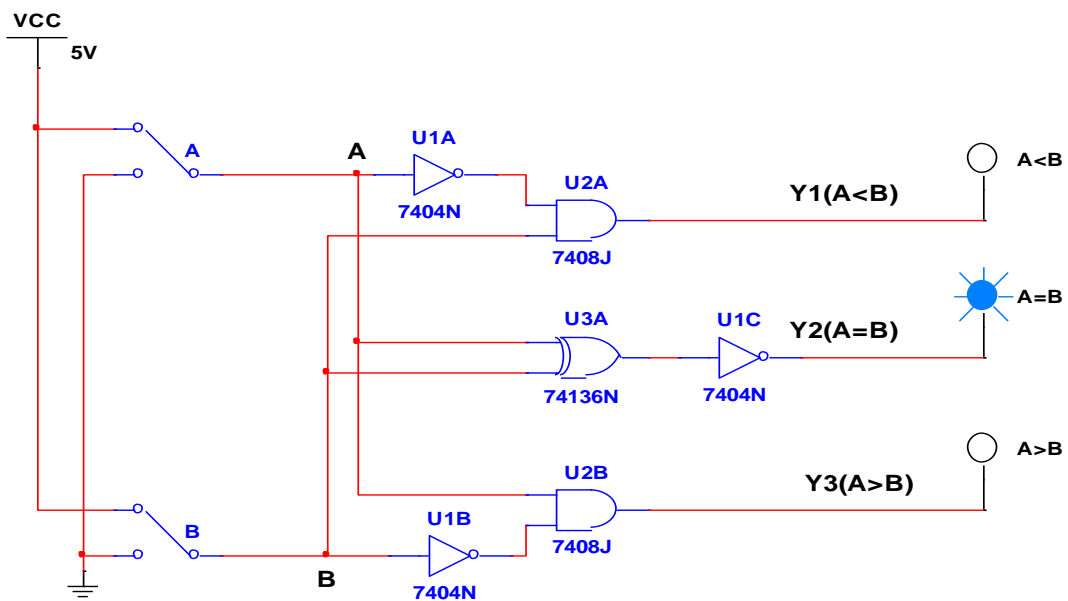 VCC
5V
A
A
U1A
7404N
U2A
7408J
Y1(A<B)
A<B
U3A
74136N
U1C
7404N
Y2(A=B)
A=B
B
B
U1B
7404N
U2B
7408J
Y3(A>B)
A>B